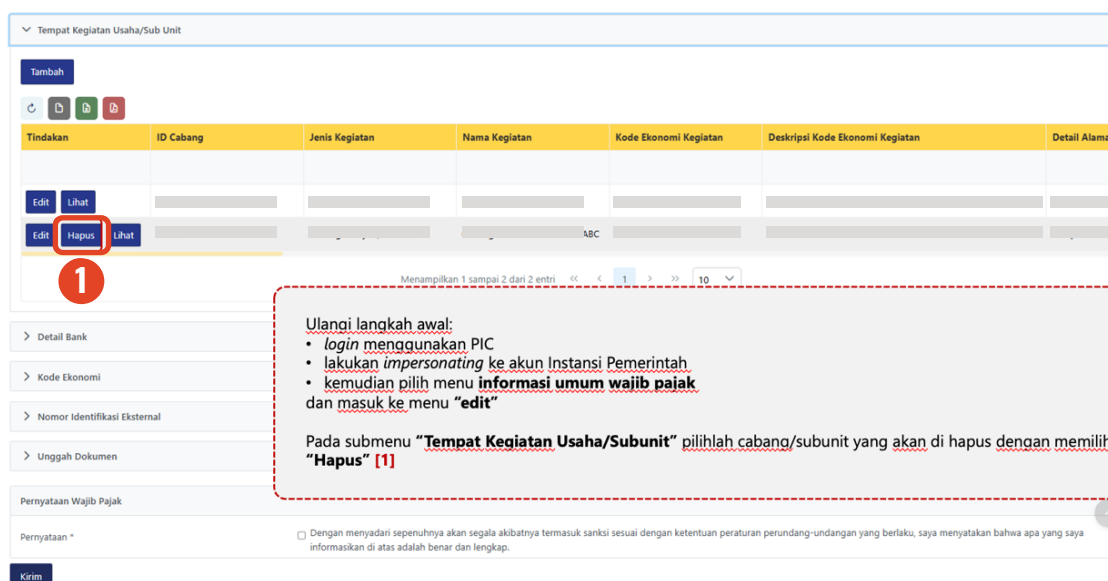 Tempat Kegiatan Usaha/Sub Unit
Tambah
Tindakan ID Cabang Jenis Kegiatan Nama Kegiatan Kode Ekonomi Kegiatan Deskripsi Kode Ekonomi Kegiatan Detail
Edit Lihat
Edit Hapus Lihat ABC
1
Menampilkan 1 sampai 2 dari 2 entri << < 1 > >> 10
Ulangi langkah awal:
• login menggunakan PIC
• lakukan impersonating ke akun Instansi Pemerintah
• kemudian pilih menu informasi umum wajib pajak
dan masuk ke menu “edit”
Pada submenu “Tempat Kegiatan Usaha/Subunit” pilihlah cabang/subunit yang akan di hapus dengan memilih
“Hapus” [1]
Detail Bank
Kode Ekonomi
Nomor Identifikasi Eksternal
Unggah Dokumen
Pernyataan Wajib Pajak
Pernyataan *
Dengan menyadari sepenuhnya akan segala akibatnya termasuk sanksi sesuai dengan ketentuan peraturan perundang-undangan yang berlaku, saya menyatakan bahwa apa yang saya
informasikan di atas adalah benar dan lengkap.
Kirim